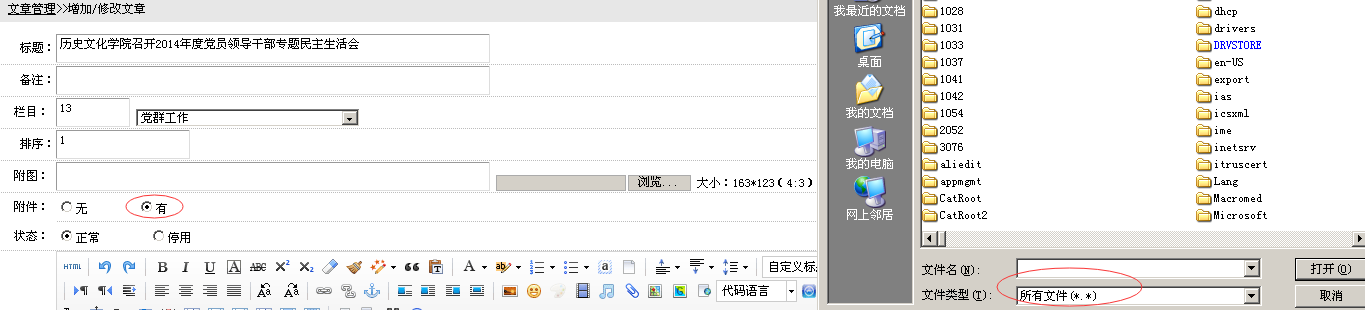 文章管理>>增加/修改文章
标题： 历史文化学院召开2014年度党员领导干部专题民主生活会
备注：
栏目： 13 党群工作
排序： 1
附图： 浏览... 大小：163*123（4:3）
附件： 无 有
状态： 正常 停用
HTML B I U A ABC X² X₂ A ab a 自定义标
代码语言
我最近的文档
桌面
我的文档
我的电脑
网上邻居
1028
1031
1033
1037
1041
1042
1054
2052
3076
aliedit
appmgmt
CatRoot
CatRoot2
dhcp
drivers
DRVSTORE
en-US
export
ias
icsxml
ime
inetsrv
itruscert
Lang
Macromed
Microsoft
文件名(N): 打开(O)
文件类型(T): 所有文件(*.*) 取消